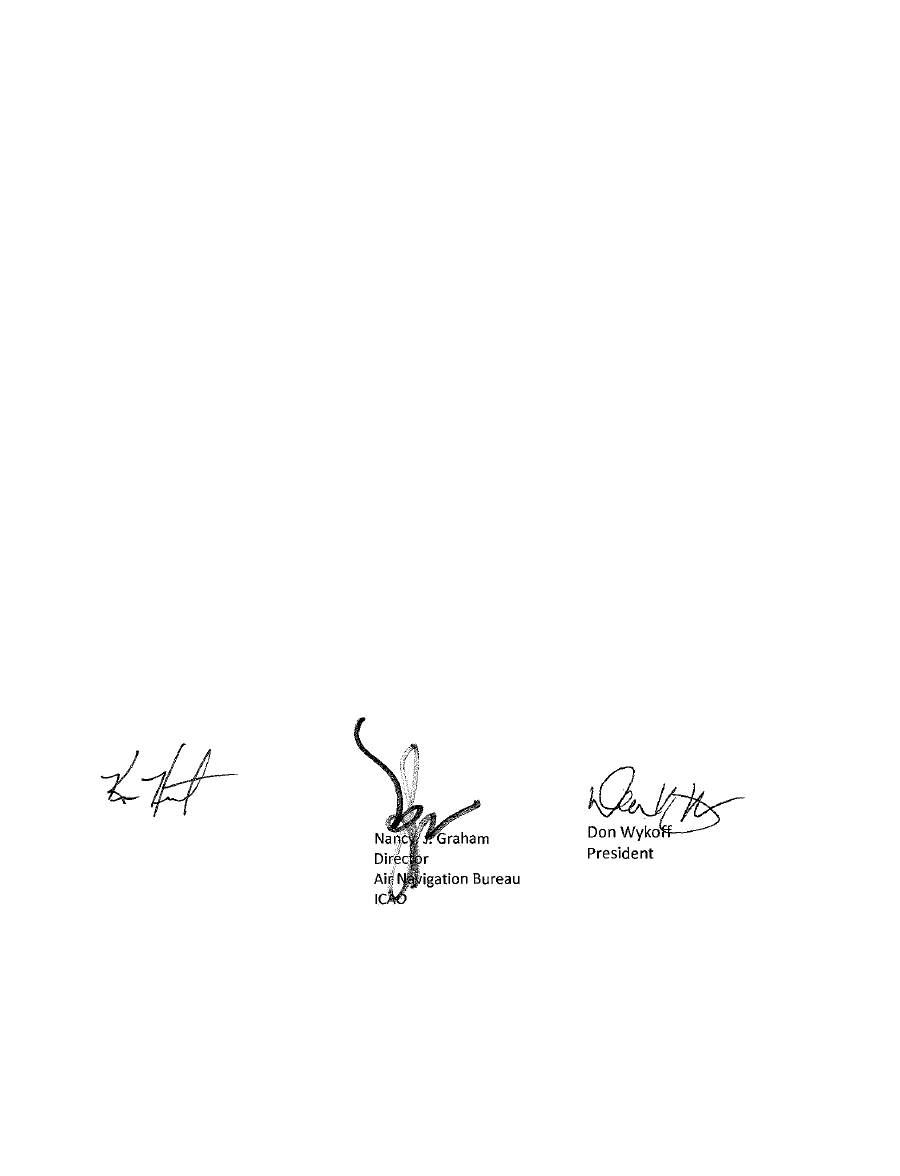 Nancy J. Graham
Director
Air Navigation Bureau
ICAO
Don Wykoff
President